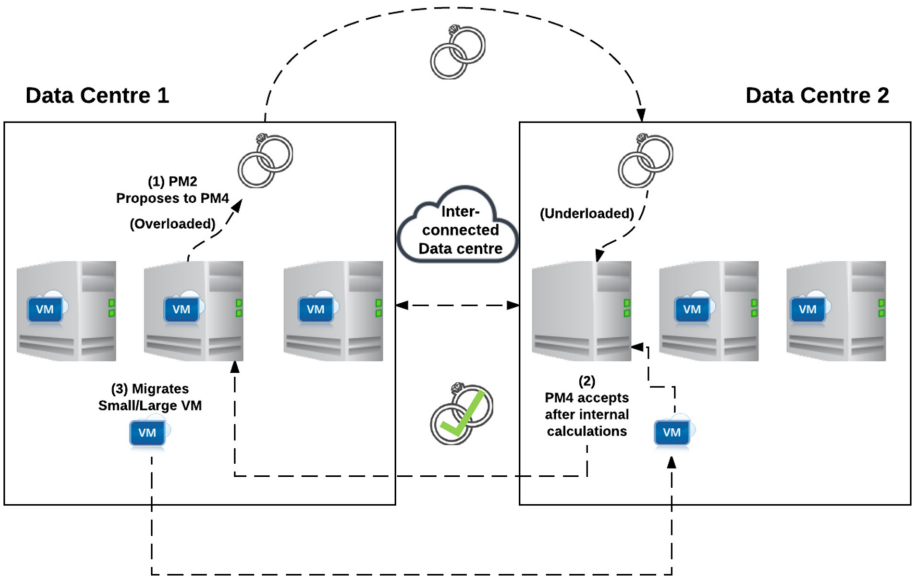 Data Centre 1
Data Centre 2
(1) PM2
Proposes to PM4
(Overloaded)
Inter-
connected
Data centre
(Underloaded)
VM
VM
VM
VM
VM
(3) Migrates
Small/Large VM
VM
(2)
PM4 accepts
after internal
calculations
VM